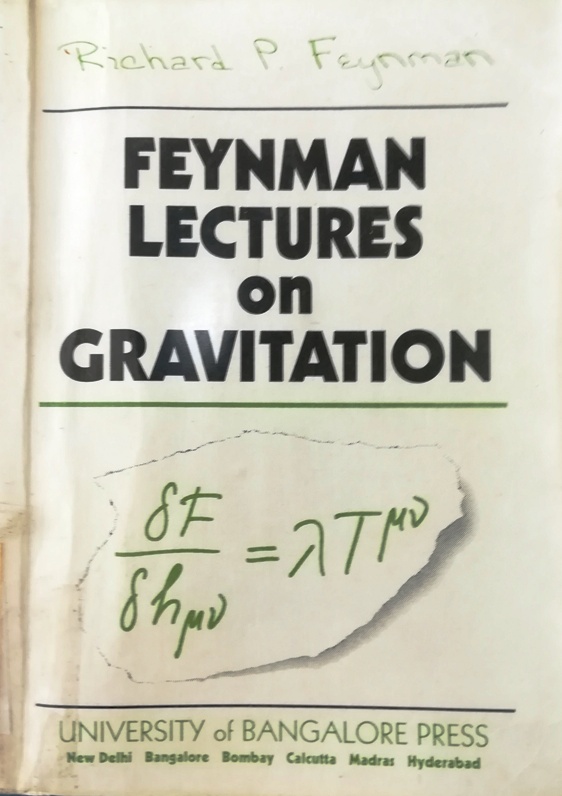 Richard P. Feynman
FEYNMAN
LECTURES
on
GRAVITATION
δF
δhμν
= λTμν
UNIVERSITY of BANGALORE PRESS
New Delhi Bangalore Bombay Calcutta Madras Hyderabad